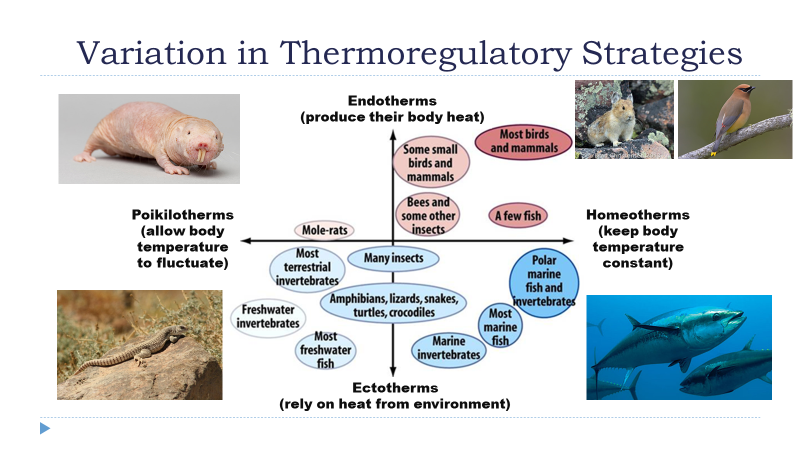 Variation in Thermoregulatory Strategies
Endotherms
(produce their body heat)
Some small
birds and
mammals
Most birds
and mammals
Bees and
some other
insects
A few fish
Poikilotherms
(allow body
temperature
to fluctuate)
Mole-rats
Homeotherms
(keep body
temperature
constant)
Most
terrestrial
invertebrates
Many insects
Polar
marine
fish and
invertebrates
Amphibians, lizards, snakes,
turtles, crocodiles
Freshwater
invertebrates
Most
marine
fish
Most
freshwater
fish
Marine
invertebrates
Ectotherms
(rely on heat from environment)